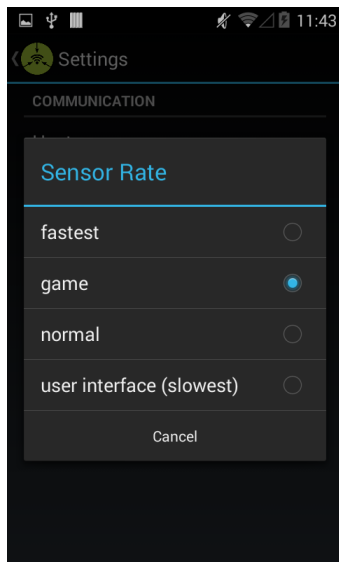 11:43
Settings
COMMUNICATION
Sensor Rate
fastest
game
normal
user interface (slowest)
Cancel